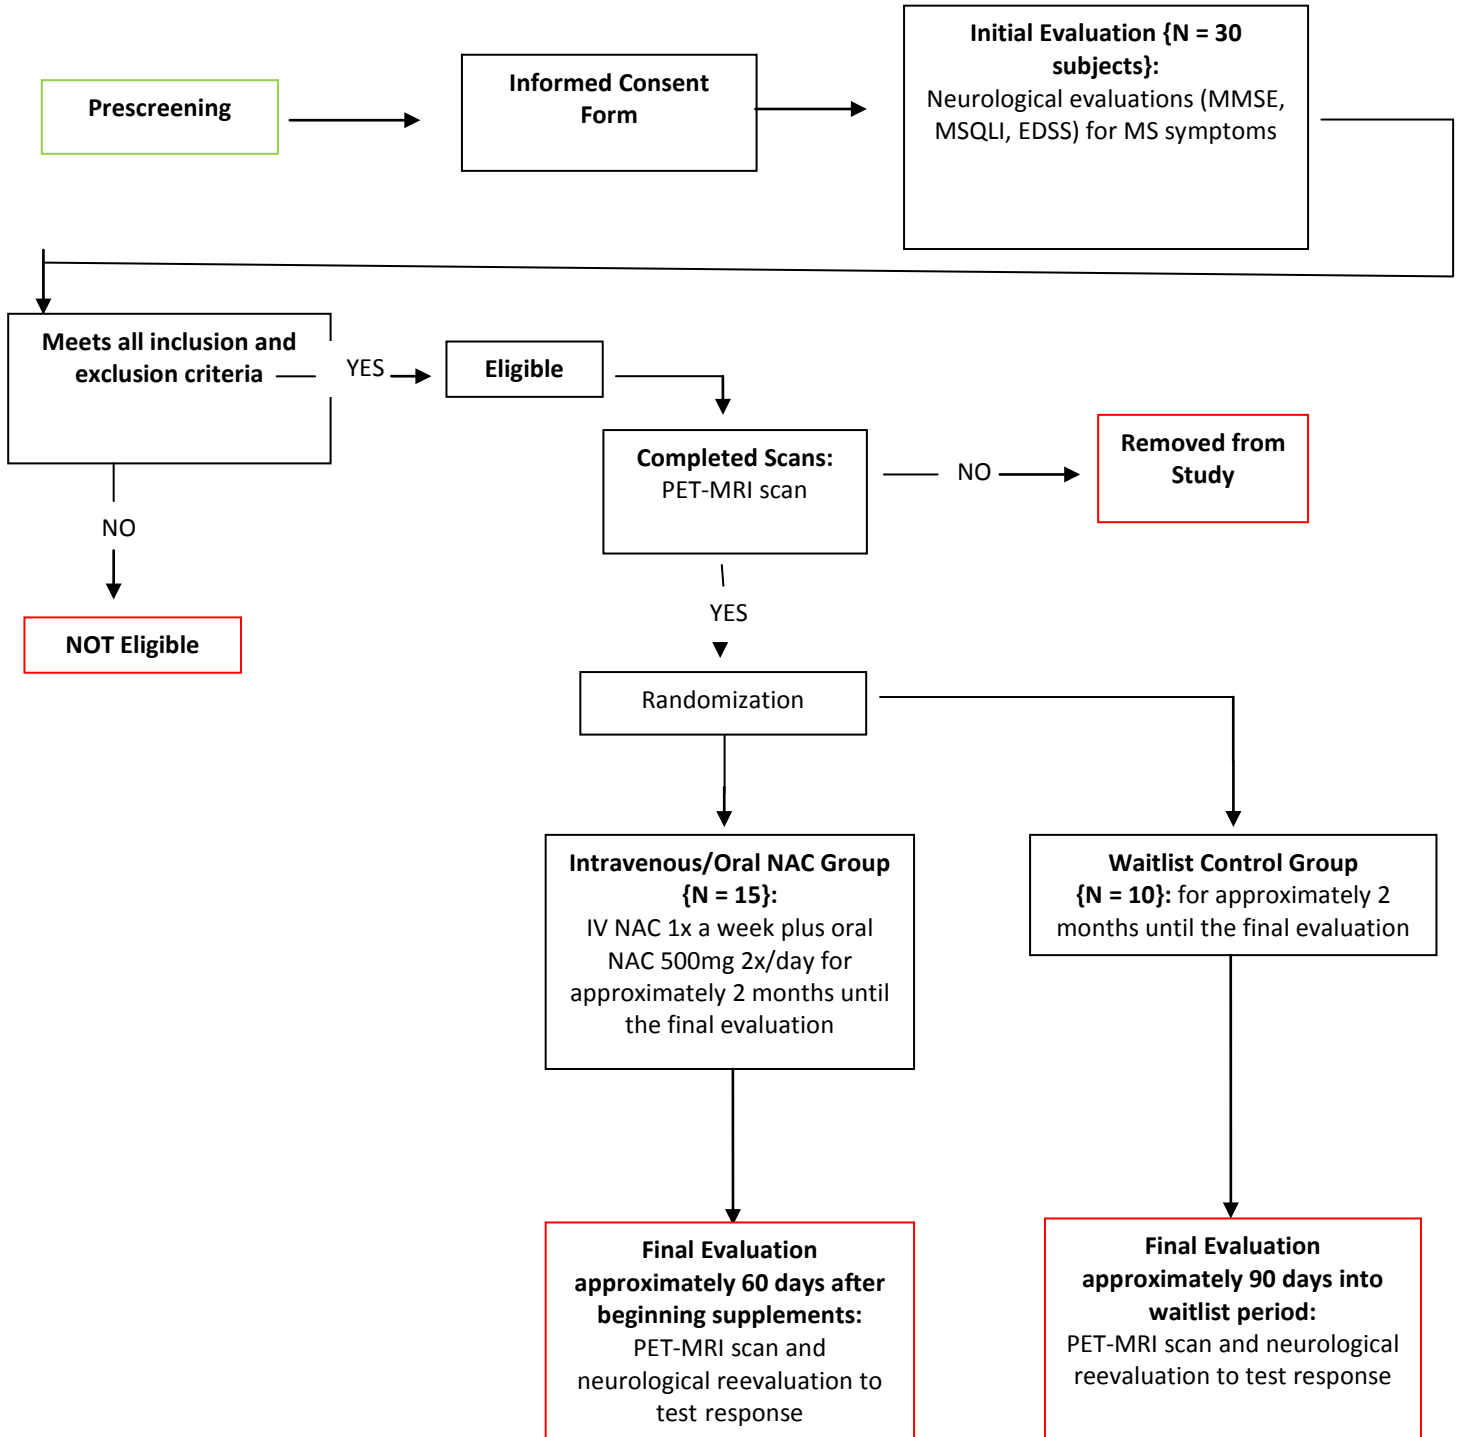 Prescreening
Informed Consent
Form
Initial Evaluation {N = 30
subjects}:
Neurological evaluations (MMSE,
MSQLI, EDSS) for MS symptoms
Meets all inclusion and
exclusion criteria
YES
Eligible
NO
NOT Eligible
Completed Scans:
PET-MRI scan
NO
Removed from
Study
YES
Randomization
Intravenous/Oral NAC Group
{N = 15}:
IV NAC 1x a week plus oral
NAC 500mg 2x/day for
approximately 2 months until
the final evaluation
Waitlist Control Group
{N = 10}: for approximately 2
months until the final evaluation
Final Evaluation
approximately 60 days after
beginning supplements:
PET-MRI scan and
neurological reevaluation to
test response
Final Evaluation
approximately 90 days into
waitlist period:
PET-MRI scan and neurological
reevaluation to test response